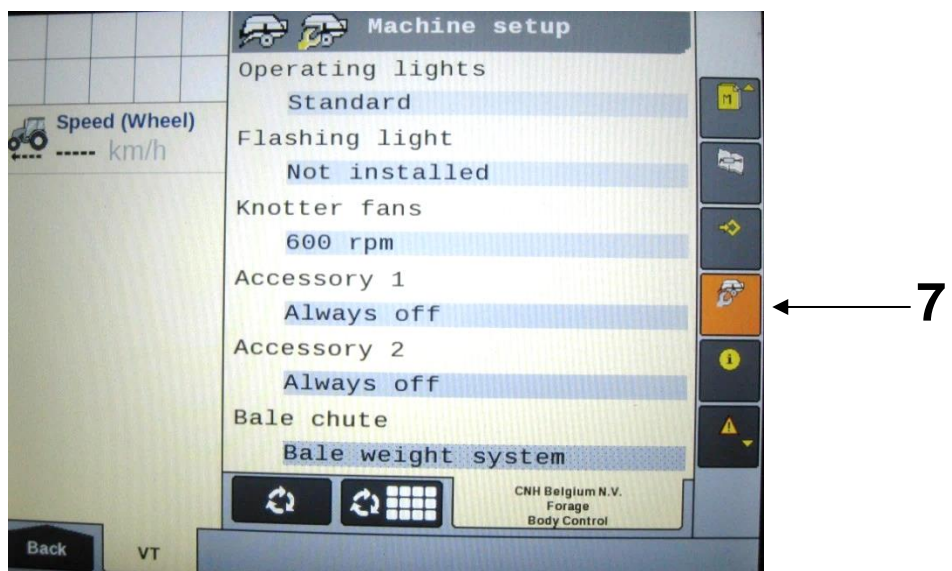 Machine setup
Operating lights
Standard
Speed (Wheel)
----- km/h
Flashing light
Not installed
Knotter fans
600 rpm
Accessory 1
Always off
7
Accessory 2
Always off
Bale chute
Bale weight system
CNH Belgium N.V.
Forage
Body Control
Back
VT
M
i